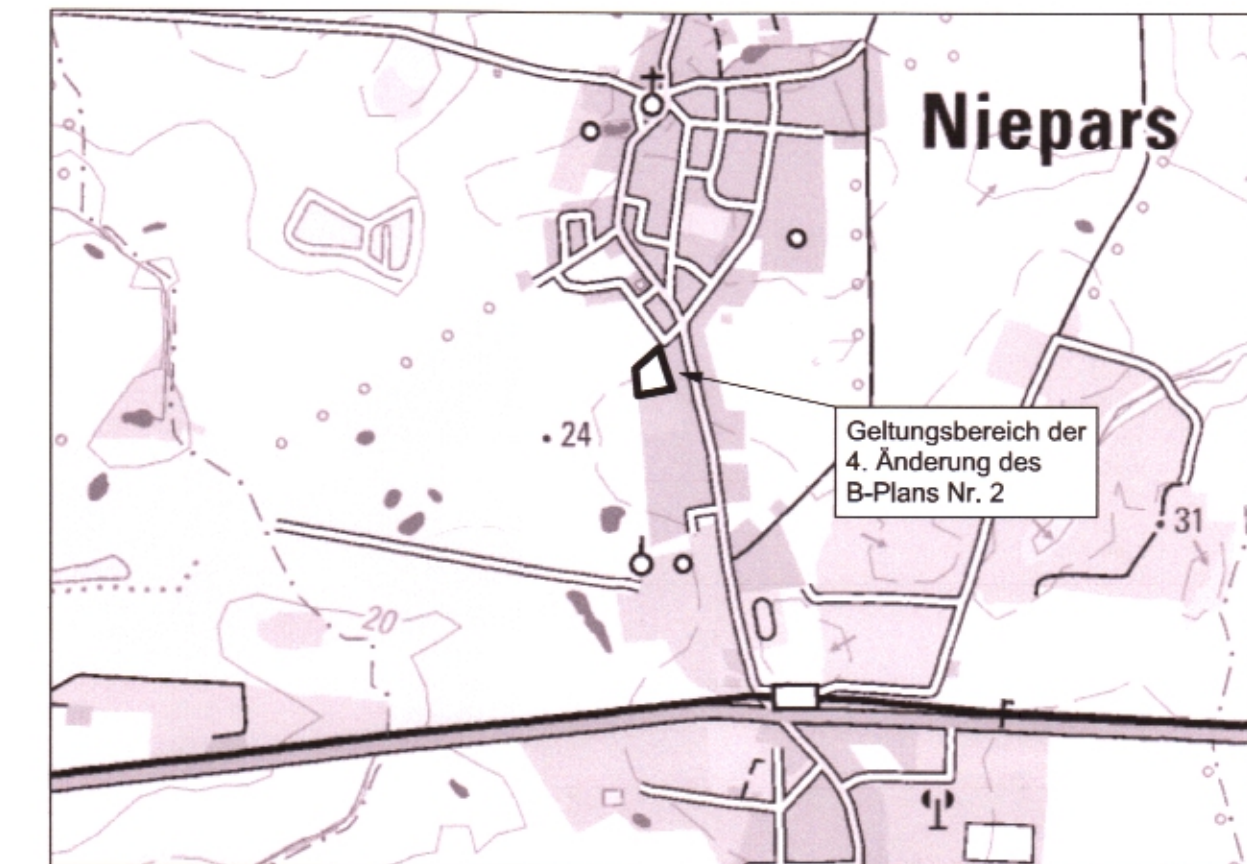 Niepars
Geltungsbereich der
4. Änderung des
B-Plans Nr. 2
24
31
20